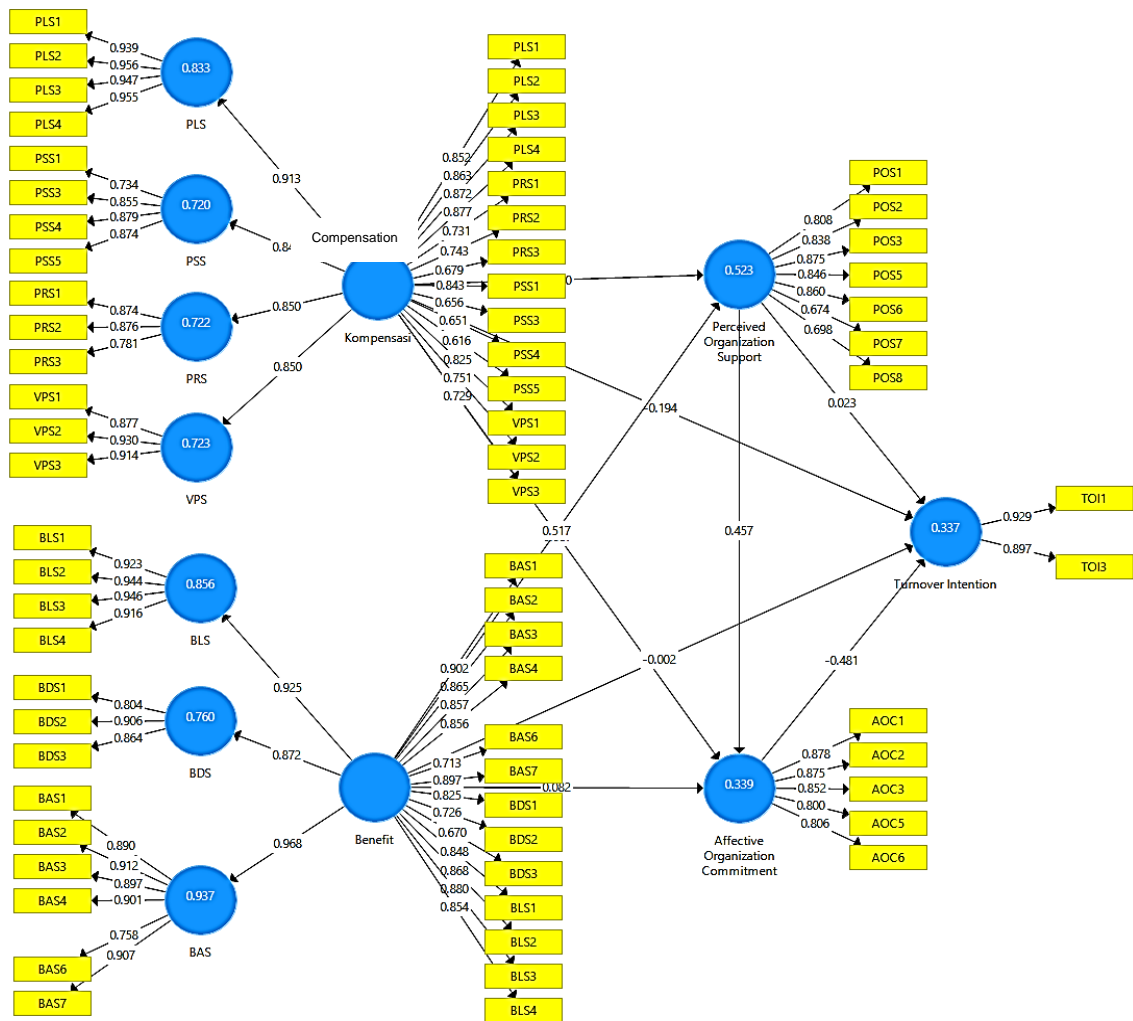 PLS1
PLS2
PLS3
PLS4
0.939
0.956
0.947
0.955
0.833
PLS
PSS1
PSS3
PSS4
PSS5
0.734
0.855
0.879
0.874
0.720
PSS
PRS1
PRS2
PRS3
0.874
0.876
0.781
0.722
PRS
VPS1
VPS2
VPS3
0.877
0.930
0.914
0.723
VPS
0.913
0.850
0.850
Compensation
Kompensasi
0.852
0.863
0.872
0.877
0.731
0.743
0.679
0.843
0.656
0.651
0.616
0.825
0.751
0.729
PLS1
PLS2
PLS3
PLS4
PRS1
PRS2
PRS3
PSS1
PSS3
PSS4
PSS5
VPS1
VPS2
VPS3
BLS1
BLS2
BLS3
BLS4
0.923
0.944
0.946
0.916
0.856
BLS
BDS1
BDS2
BDS3
0.804
0.906
0.864
0.760
BDS
BAS1
BAS2
BAS3
BAS4
BAS6
BAS7
0.890
0.912
0.897
0.901
0.758
0.907
0.937
BAS
0.925
0.872
0.968
Benefit
0.902
0.865
0.857
0.856
0.713
0.897
0.825
0.726
0.670
0.848
0.868
0.880
0.854
BAS1
BAS2
BAS3
BAS4
BAS6
BAS7
BDS1
BDS2
BDS3
BLS1
BLS2
BLS3
BLS4
0
-0.194
0.517
-0.002
0.082
0.523
Perceived
Organization
Support
0.808
0.838
0.875
0.846
0.860
0.674
0.698
POS1
POS2
POS3
POS5
POS6
POS7
POS8
0.023
0.457
-0.481
0.337
Turnover Intention
0.929
0.897
TOI1
TOI3
0.339
Affective
Organization
Commitment
0.878
0.875
0.852
0.800
0.806
AOC1
AOC2
AOC3
AOC5
AOC6